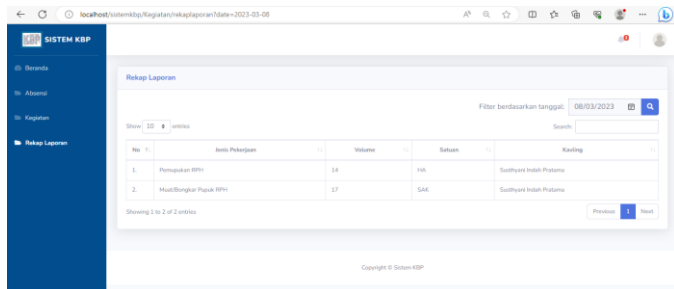 localhost/sistemkbp/Kegiatan/rekaplaporan?date=2023-03-08
KBP SISTEM KBP
Beranda
Absensi
Kegiatan
Rekap Laporan
Rekap Laporan
Filter berdasarkan tanggal: 08/03/2023
Show 10 entries
Search:
No Jenis Pekerjaan Volume Satuan Kavling
1. Pemupukan RPH 14 HA Susthyani Indah Pratama
2. Muat/Bongkar Pupuk RPH 17 SAK Susthyani Indah Pratama
Showing 1 to 2 of 2 entries
Previous 1 Next
Copyright © Sistem KBP